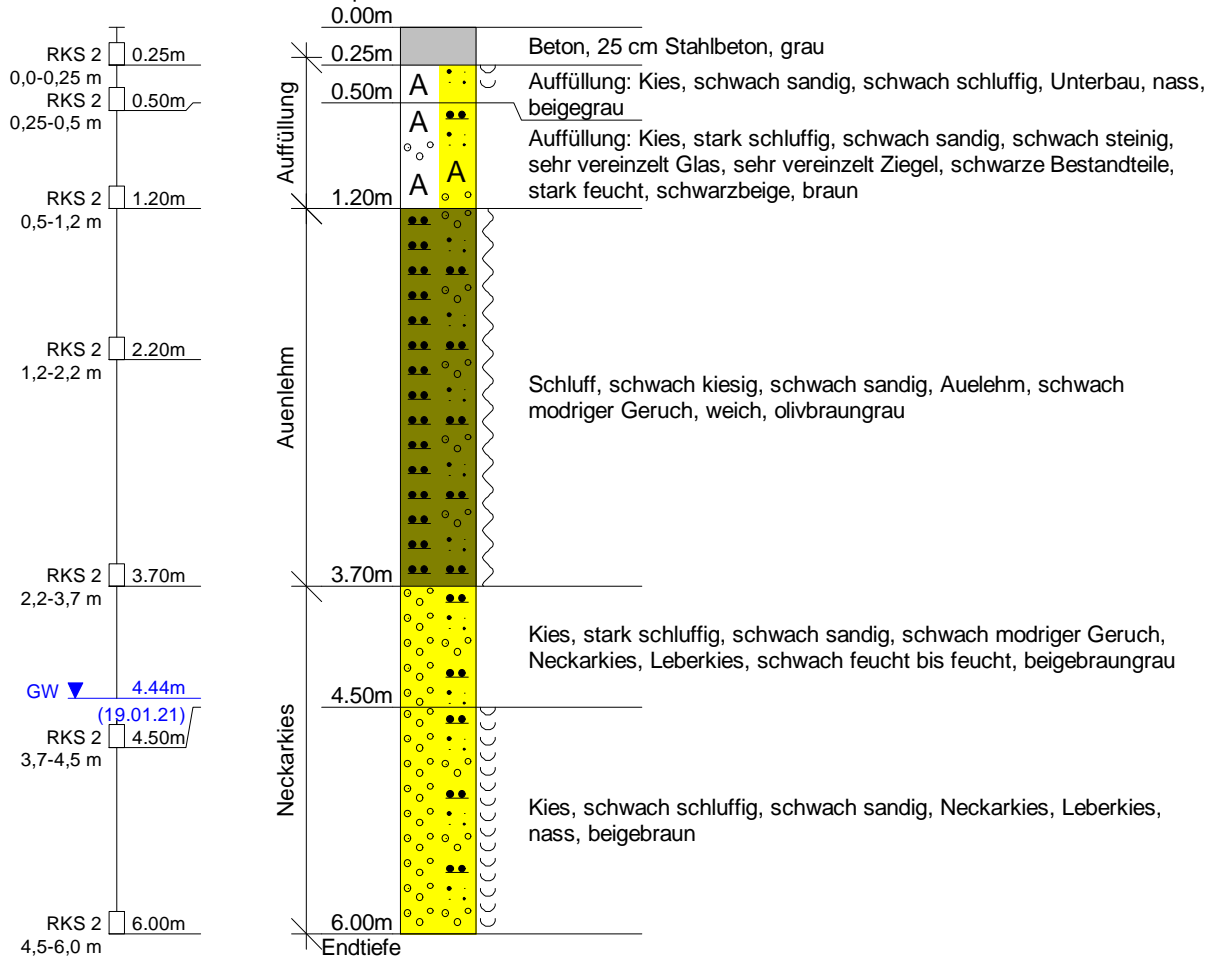 0.00m
RKS 2 0.25m
0,0-0,25 m
RKS 2 0.50m
0,25-0,5 m
RKS 2 1.20m
0,5-1,2 m
RKS 2 2.20m
1,2-2,2 m
RKS 2 3.70m
2,2-3,7 m
GW 4.44m
(19.01.21)
RKS 2 4.50m
3,7-4,5 m
RKS 2 6.00m
4,5-6,0 m
Auffüllung
Auenlehm
Neckarkies
0.25m
0.50m
1.20m
3.70m
4.50m
6.00m
Endtiefe
A
A
A
A
Beton, 25 cm Stahlbeton, grau
Auffüllung: Kies, schwach sandig, schwach schluffig, Unterbau, nass,
beigegrau
Auffüllung: Kies, stark schluffig, schwach sandig, schwach steinig,
sehr vereinzelt Glas, sehr vereinzelt Ziegel, schwarze Bestandteile,
stark feucht, schwarzbeige, braun
Schluff, schwach kiesig, schwach sandig, Auelehm, schwach
modriger Geruch, weich, olivbraungrau
Kies, stark schluffig, schwach sandig, schwach modriger Geruch,
Neckarkies, Leberkies, schwach feucht bis feucht, beigebraungrau
Kies, schwach schluffig, schwach sandig, Neckarkies, Leberkies,
nass, beigebraun